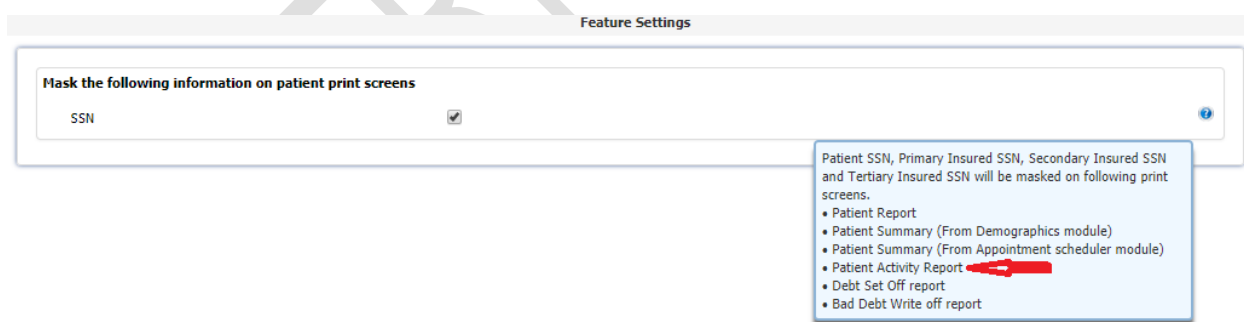 Feature Settings
Mask the following information on patient print screens
SSN
Patient SSN, Primary Insured SSN, Secondary Insured SSN
and Tertiary Insured SSN will be masked on following print
screens.
• Patient Report
• Patient Summary (From Demographics module)
• Patient Summary (From Appointment scheduler module)
• Patient Activity Report
• Debt Set Off report
• Bad Debt Write off report